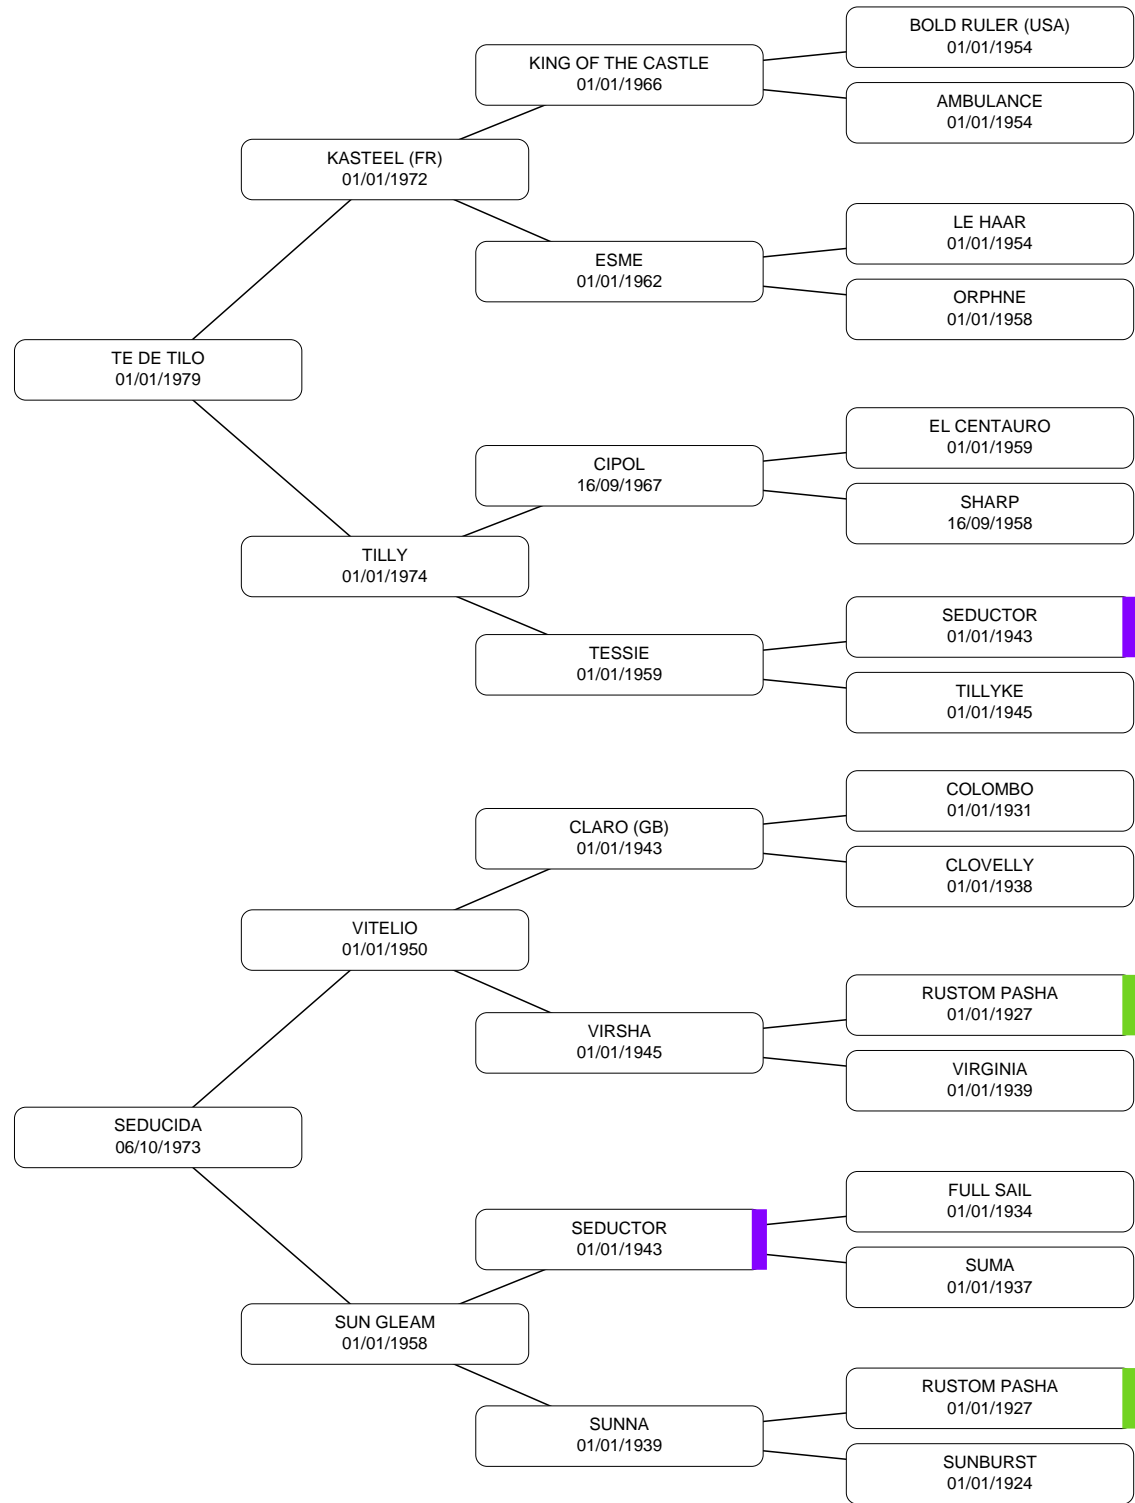 BOLD RULER (USA)
01/01/1954
KING OF THE CASTLE
01/01/1966
AMBULANCE
01/01/1954
KASTEEL (FR)
01/01/1972
LE HAAR
01/01/1954
ESME
01/01/1962
ORPHNE
01/01/1958
TE DE TILO
01/01/1979
EL CENTAURO
01/01/1959
CIPOL
16/09/1967
SHARP
16/09/1958
TILLY
01/01/1974
SEDUCTOR
01/01/1943
TESSIE
01/01/1959
TILLYKE
01/01/1945
COLOMBO
01/01/1931
CLARO (GB)
01/01/1943
CLOVELLY
01/01/1938
VITELIO
01/01/1950
RUSTOM PASHA
01/01/1927
VIRSHA
01/01/1945
VIRGINIA
01/01/1939
SEDUCIDA
06/10/1973
FULL SAIL
01/01/1934
SEDUCTOR
01/01/1943
SUMA
01/01/1937
SUN GLEAM
01/01/1958
RUSTOM PASHA
01/01/1927
SUNNA
01/01/1939
SUNBURST
01/01/1924